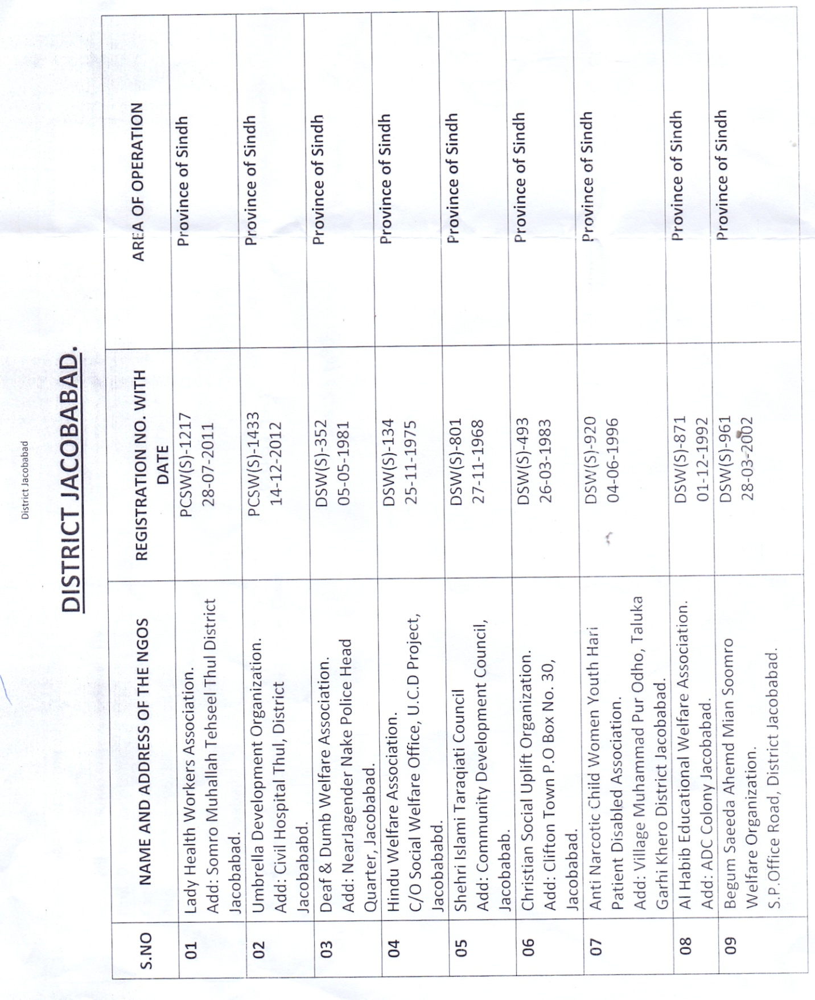 District Jacobabad
DISTRICT JACOBABAD.
S.NO NAME AND ADDRESS OF THE NGOS REGISTRATION NO. WITH AREA OF OPERATION
DATE
01 Lady Health Workers Association. PCSW(S)-1217 Province of Sindh
Add: Somro Muhallah Tehseel Thul District 28-07-2011
Jacobabad.
02 Umbrella Development Organization. PCSW(S)-1433 Province of Sindh
Add: Civil Hospital Thul, District 14-12-2012
Jacobababd.
03 Deaf & Dumb Welfare Association. DSW(S)-352 Province of Sindh
Add: NearJagender Nake Police Head 05-05-1981
Quarter, Jacobabad.
04 Hindu Welfare Association. DSW(S)-134 Province of Sindh
C/O Social Welfare Office, U.C.D Project, 25-11-1975
Jacobababd.
05 Shehri Islami Taraqiati Council DSW(S)-801 Province of Sindh
Add: Community Development Council, 27-11-1968
Jacobabab.
06 Christian Social Uplift Organization. DSW(S)-493 Province of Sindh
Add: Clifton Town P.O Box No. 30, 26-03-1983
Jacobabad.
07 Anti Narcotic Child Women Youth Hari DSW(S)-920 Province of Sindh
Patient Disabled Association. 04-06-1996
Add: Village Muhammad Pur Odho, Taluka
Garhi Khero District Jacobabad.
08 Al Habib Educational Welfare Association. DSW(S)-871 Province of Sindh
Add: ADC Colony Jacobabad. 01-12-1992
09 Begum Saeeda Ahemd Mian Soomro DSW(S)-961 Province of Sindh
Welfare Organization. 28-03-2002
S.P.Office Road, District Jacobabad.